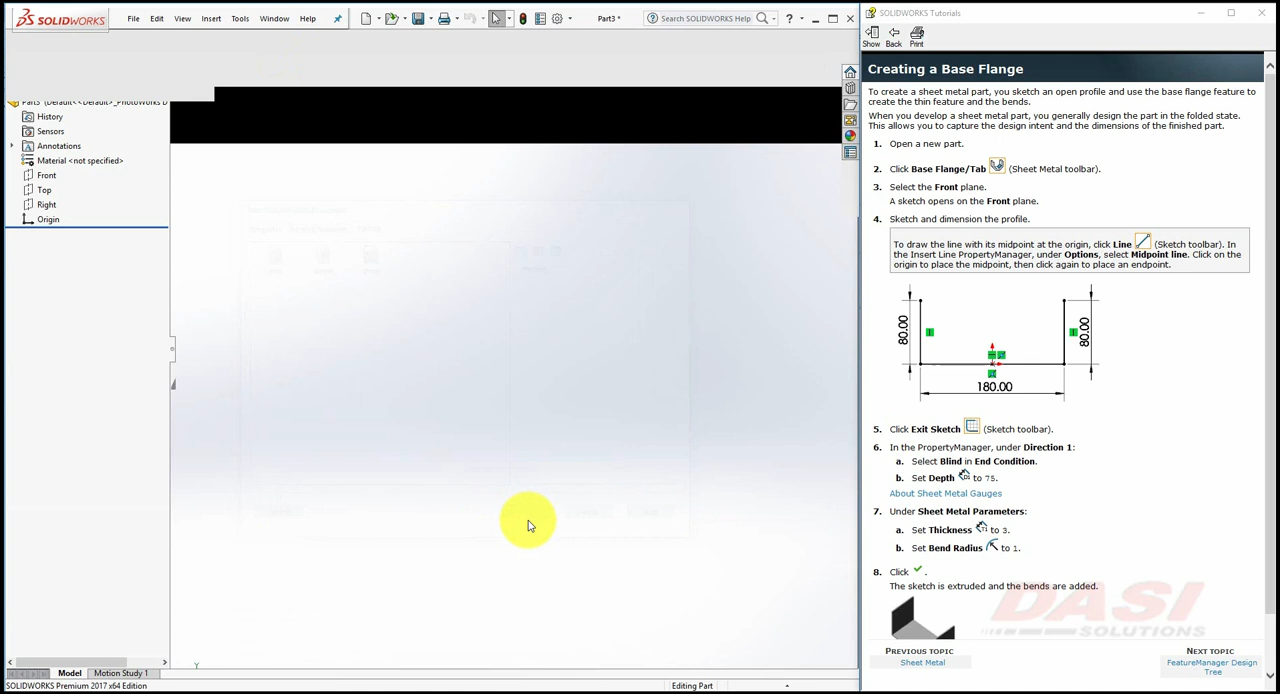 SOLIDWORKS
File Edit View Insert Tools Window Help
Part3 *
Search SOLIDWORKS Help
SOLIDWORKS Tutorials
Show Back Print
Part3 (Default<<Default>_PhotoWorks D
History
Sensors
Annotations
Material <not specified>
Front
Top
Right
Origin
Creating a Base Flange
To create a sheet metal part, you sketch an open profile and use the base flange feature to
create the thin feature and the bends.
When you develop a sheet metal part, you generally design the part in the folded state.
This allows you to capture the design intent and the dimensions of the finished part.
1. Open a new part.
2. Click Base Flange/Tab (Sheet Metal toolbar).
3. Select the Front plane.
A sketch opens on the Front plane.
4. Sketch and dimension the profile.
To draw the line with its midpoint at the origin, click Line (Sketch toolbar). In
the Insert Line PropertyManager, under Options, select Midpoint line. Click on the
origin to place the midpoint, then click again to place an endpoint.
80.00
80.00
180.00
5. Click Exit Sketch (Sketch toolbar).
6. In the PropertyManager, under Direction 1:
a. Select Blind in End Condition.
b. Set Depth to 75.
About Sheet Metal Gauges
7. Under Sheet Metal Parameters:
a. Set Thickness to 3.
b. Set Bend Radius to 1.
8. Click .
The sketch is extruded and the bends are added.
DASI
SOLUTIONS
PREVIOUS TOPIC
Sheet Metal
NEXT TOPIC
FeatureManager Design
Tree
Y
Model Motion Study 1
SOLIDWORKS Premium 2017 x64 Edition
Editing Part